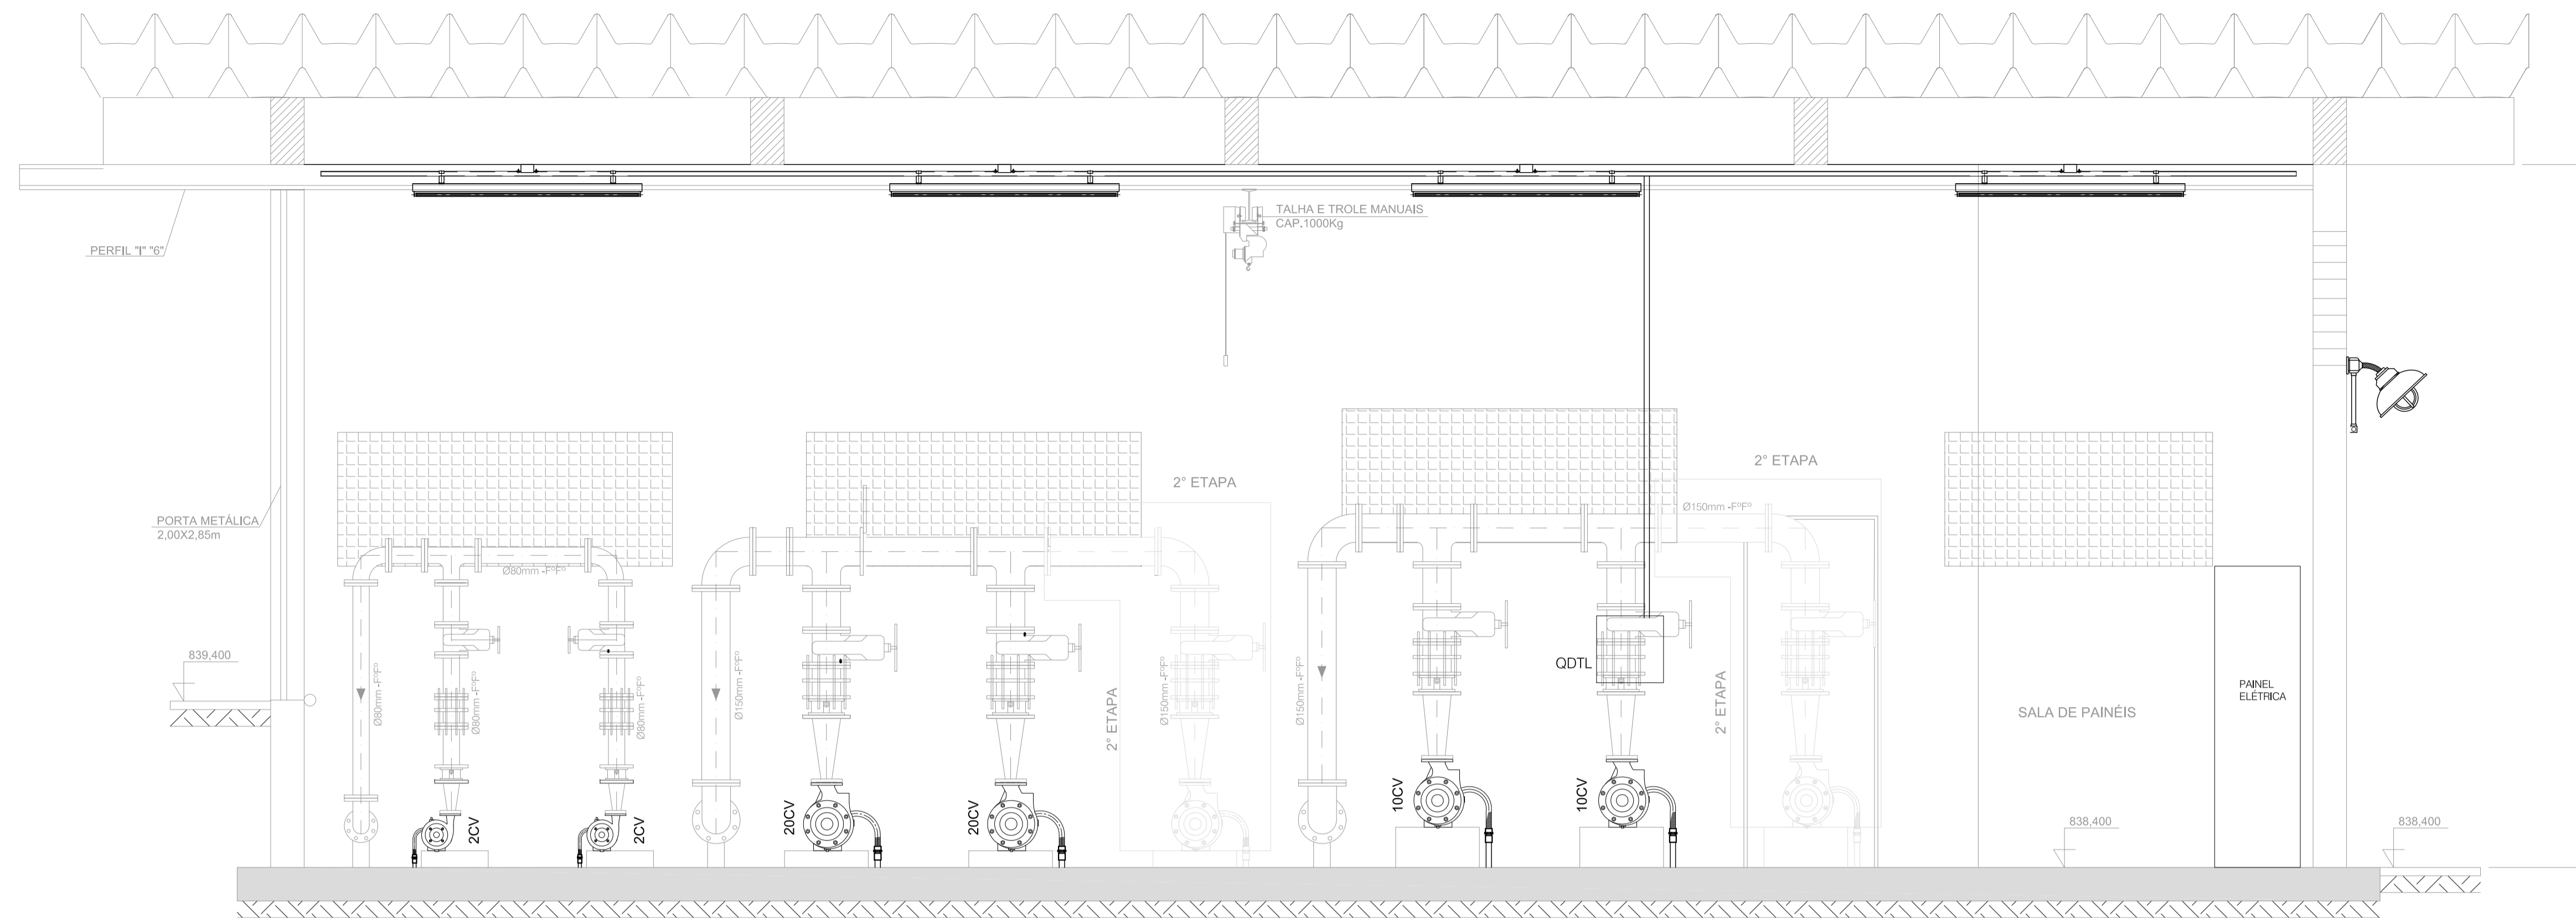 TALHA E TROLE MANUAIS
CAP.1000Kg
PERFIL "I" "6"
2° ETAPA
2° ETAPA
Ø150mm -FºFº
PORTA METÁLICA
2,00X2,85m
Ø80mm -FºFº
839,400
Ø80mm -FºFº
Ø80mm -FºFº
Ø80mm -FºFº
Ø150mm -FºFº
2° ETAPA
Ø150mm -FºFº
Ø150mm -FºFº
QDTL
2° ETAPA
SALA DE PAINÉIS
PAINEL
ELÉTRICA
2CV
2CV
20CV
20CV
10CV
10CV
838,400
838,400